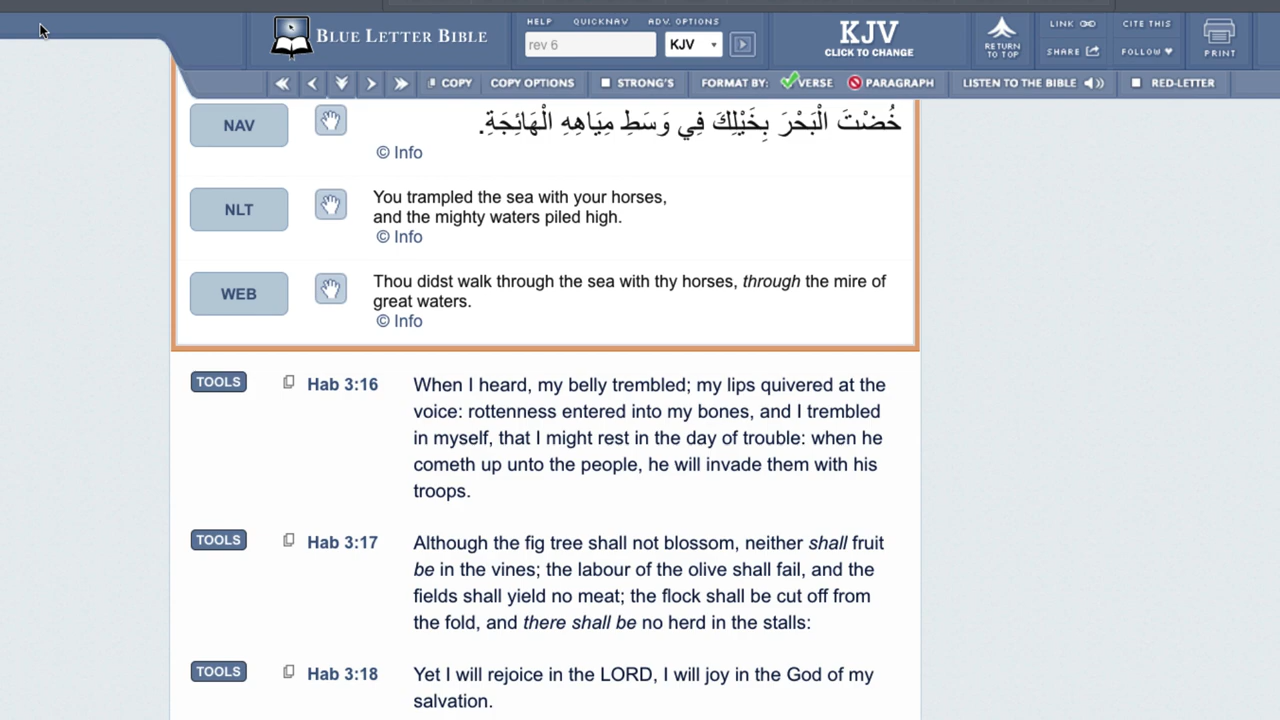 HELP QUICKNAV ADV. OPTIONS
BLUE LETTER BIBLE
rev 6
KJV
KJV
CLICK TO CHANGE
RETURN
TO TOP
LINK
SHARE
CITE THIS
FOLLOW
PRINT
COPY COPY OPTIONS STRONG'S FORMAT BY: VERSE PARAGRAPH LISTEN TO THE BIBLE RED-LETTER
NAV
خُضْتَ الْبَحْرَ بِخَيْلِكَ فِي وَسَطِ مِيَاهِهِ الْهَائِجَةِ.
© Info
NLT
You trampled the sea with your horses,
and the mighty waters piled high.
© Info
WEB
Thou didst walk through the sea with thy horses, through the mire of
great waters.
© Info
TOOLS Hab 3:16 When I heard, my belly trembled; my lips quivered at the
voice: rottenness entered into my bones, and I trembled
in myself, that I might rest in the day of trouble: when he
cometh up unto the people, he will invade them with his
troops.
TOOLS Hab 3:17 Although the fig tree shall not blossom, neither shall fruit
be in the vines; the labour of the olive shall fail, and the
fields shall yield no meat; the flock shall be cut off from
the fold, and there shall be no herd in the stalls:
TOOLS Hab 3:18 Yet I will rejoice in the LORD, I will joy in the God of my
salvation.